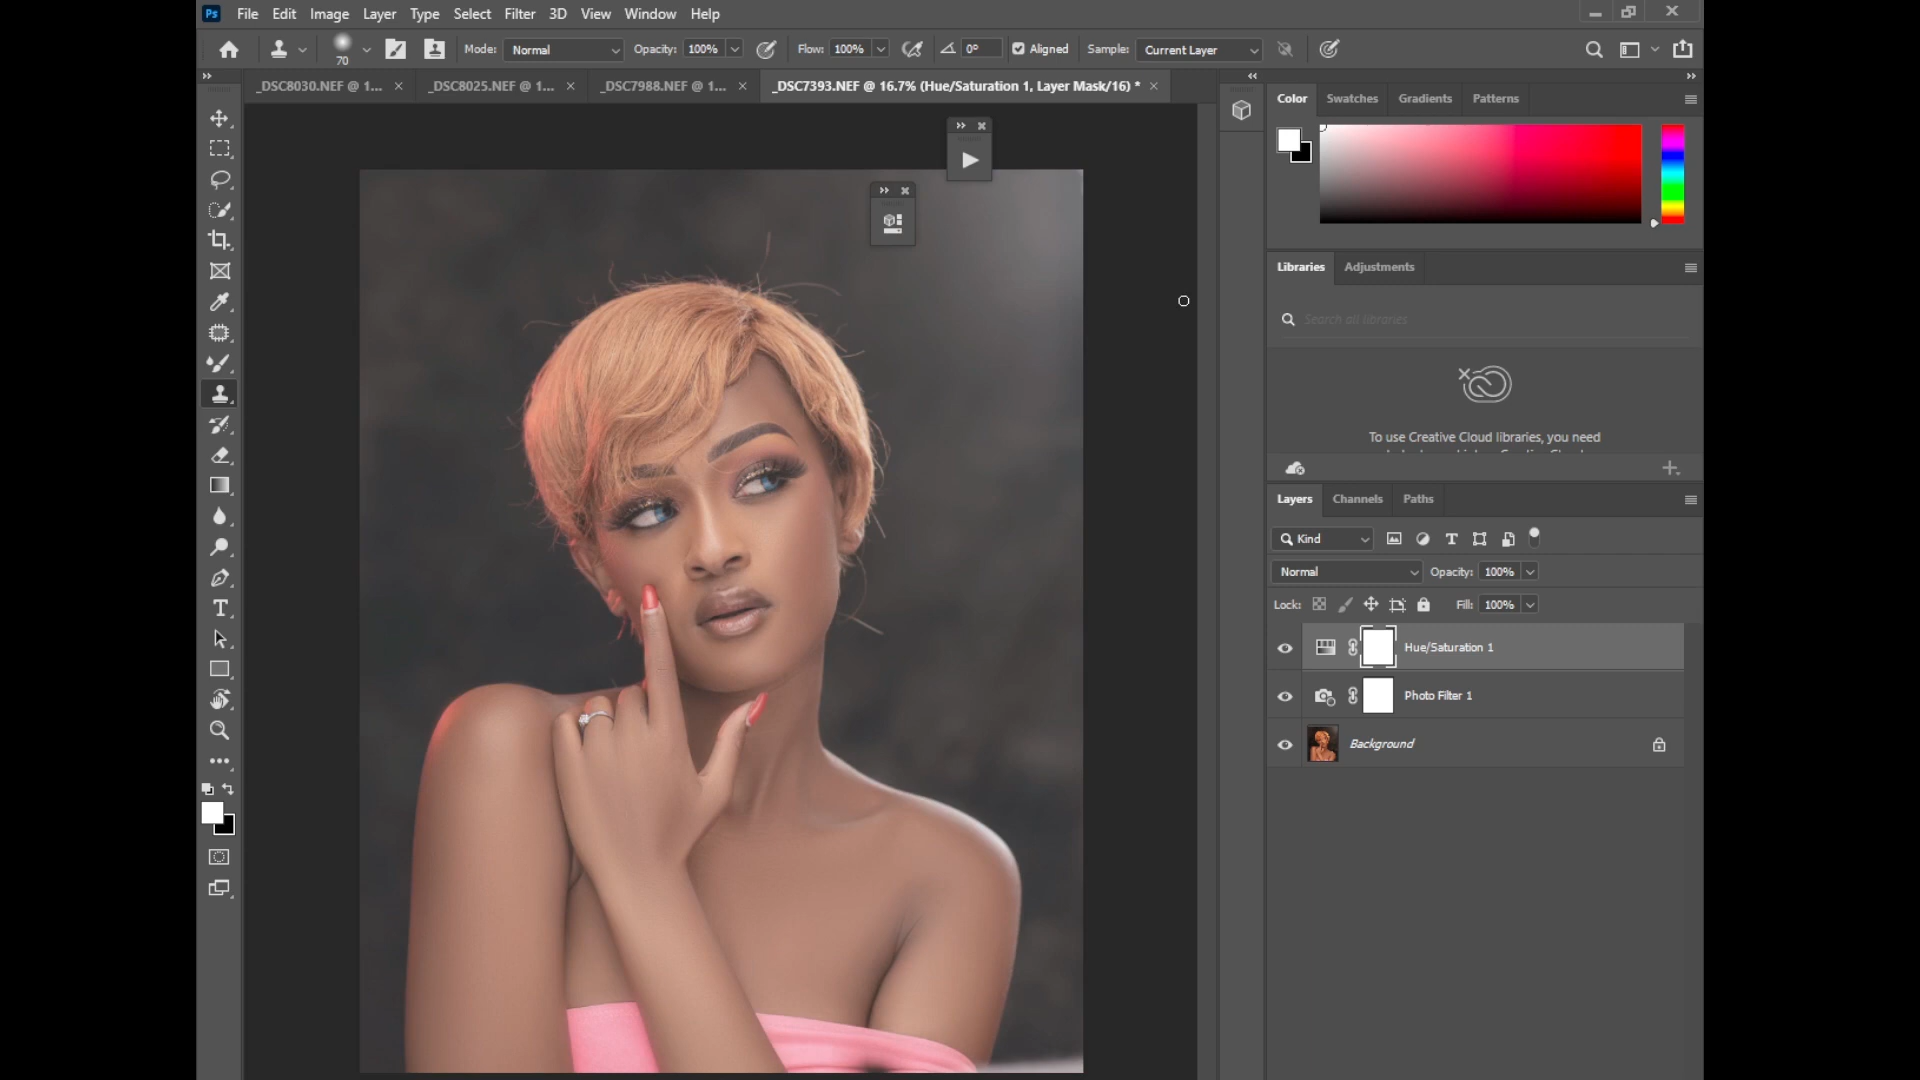 Ps File Edit Image Layer Type Select Filter 3D View Window Help
70 Mode: Normal Opacity: 100% Flow: 100% 0° Aligned Sample: Current Layer
_DSC8030.NEF @ 1... _DSC8025.NEF @ 1... _DSC7988.NEF @ 1... _DSC7393.NEF @ 16.7% (Hue/Saturation 1, Layer Mask/16) *
Color Swatches Gradients Patterns
Libraries Adjustments
Search all libraries
To use Creative Cloud libraries, you need
Layers Channels Paths
Kind
Normal Opacity: 100%
Lock: Fill: 100%
Hue/Saturation 1
Photo Filter 1
Background